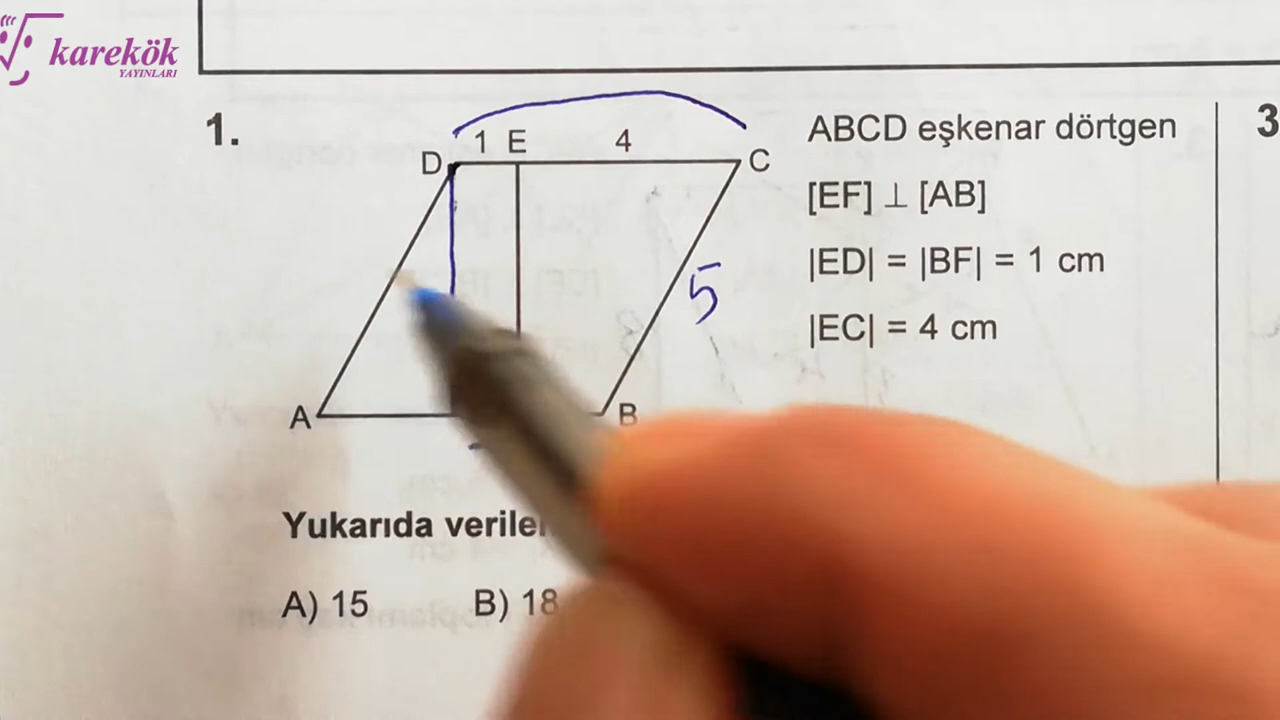 karekök
YAYINLARI
1.
1 E 4
D C
5
A B
ABCD eşkenar dörtgen
[EF] ⊥ [AB]
|ED| = |BF| = 1 cm
|EC| = 4 cm
3
Yukarıda
A) 15 B) 18